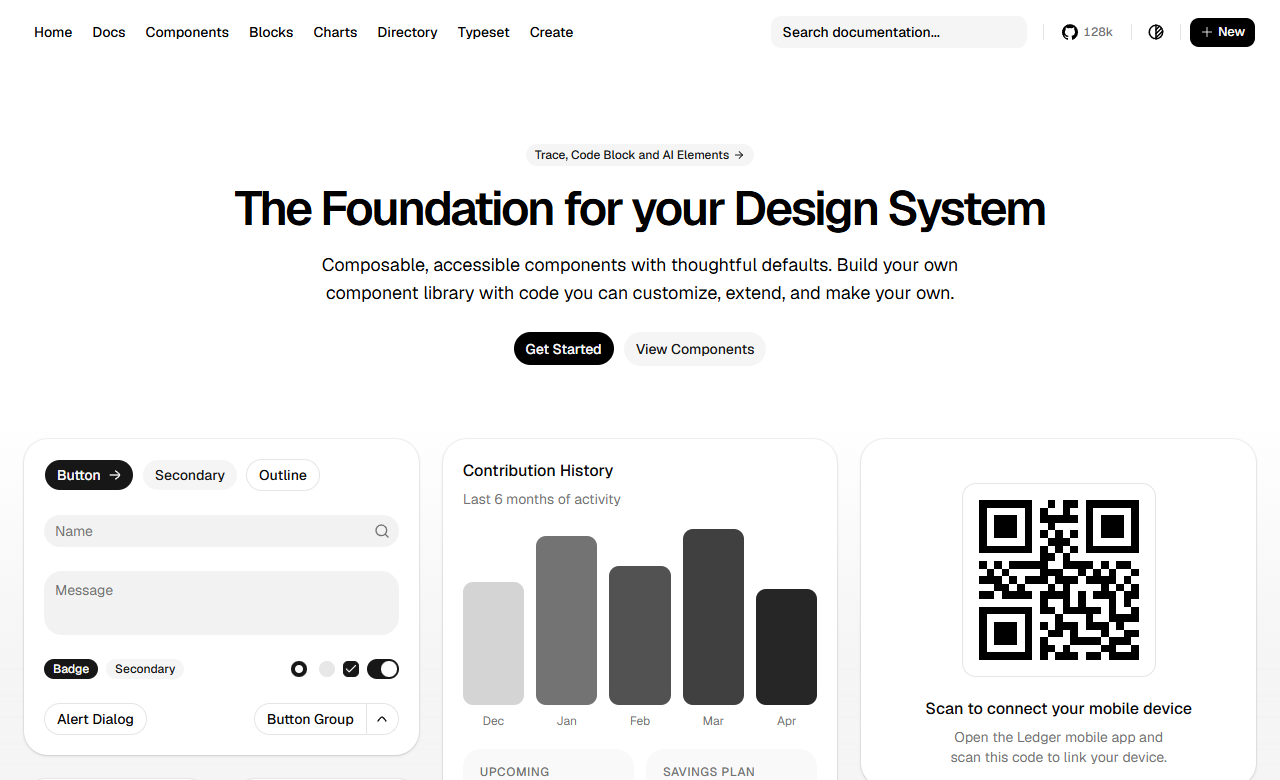 Home Docs Components Blocks Charts Directory Typeset Create Search documentation... 128k New
Trace, Code Block and AI Elements →
The Foundation for your Design System
Composable, accessible components with thoughtful defaults. Build your own
component library with code you can customize, extend, and make your own.
Get Started View Components
Button → Secondary Outline
Name
Message
Badge Secondary
Alert Dialog Button Group
Contribution History
Last 6 months of activity
Dec Jan Feb Mar Apr
UPCOMING SAVINGS PLAN
Scan to connect your mobile device
Open the Ledger mobile app and
scan this code to link your device.